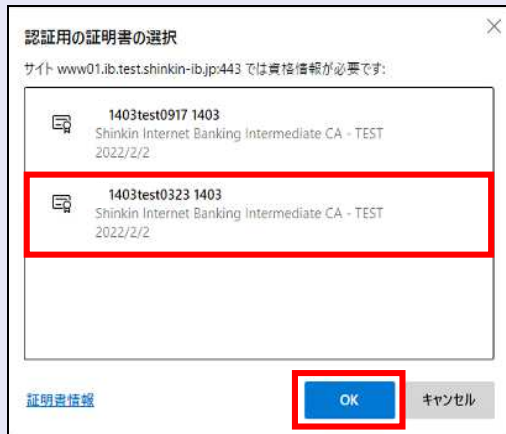 認証用の証明書の選択
サイト www01.ib.test.shinkin-ib.jp:443 では資格情報が必要です:
1403test0917 1403
Shinkin Internet Banking Intermediate CA - TEST
2022/2/2
1403test0323 1403
Shinkin Internet Banking Intermediate CA - TEST
2022/2/2
証明書情報
OK
キャンセル